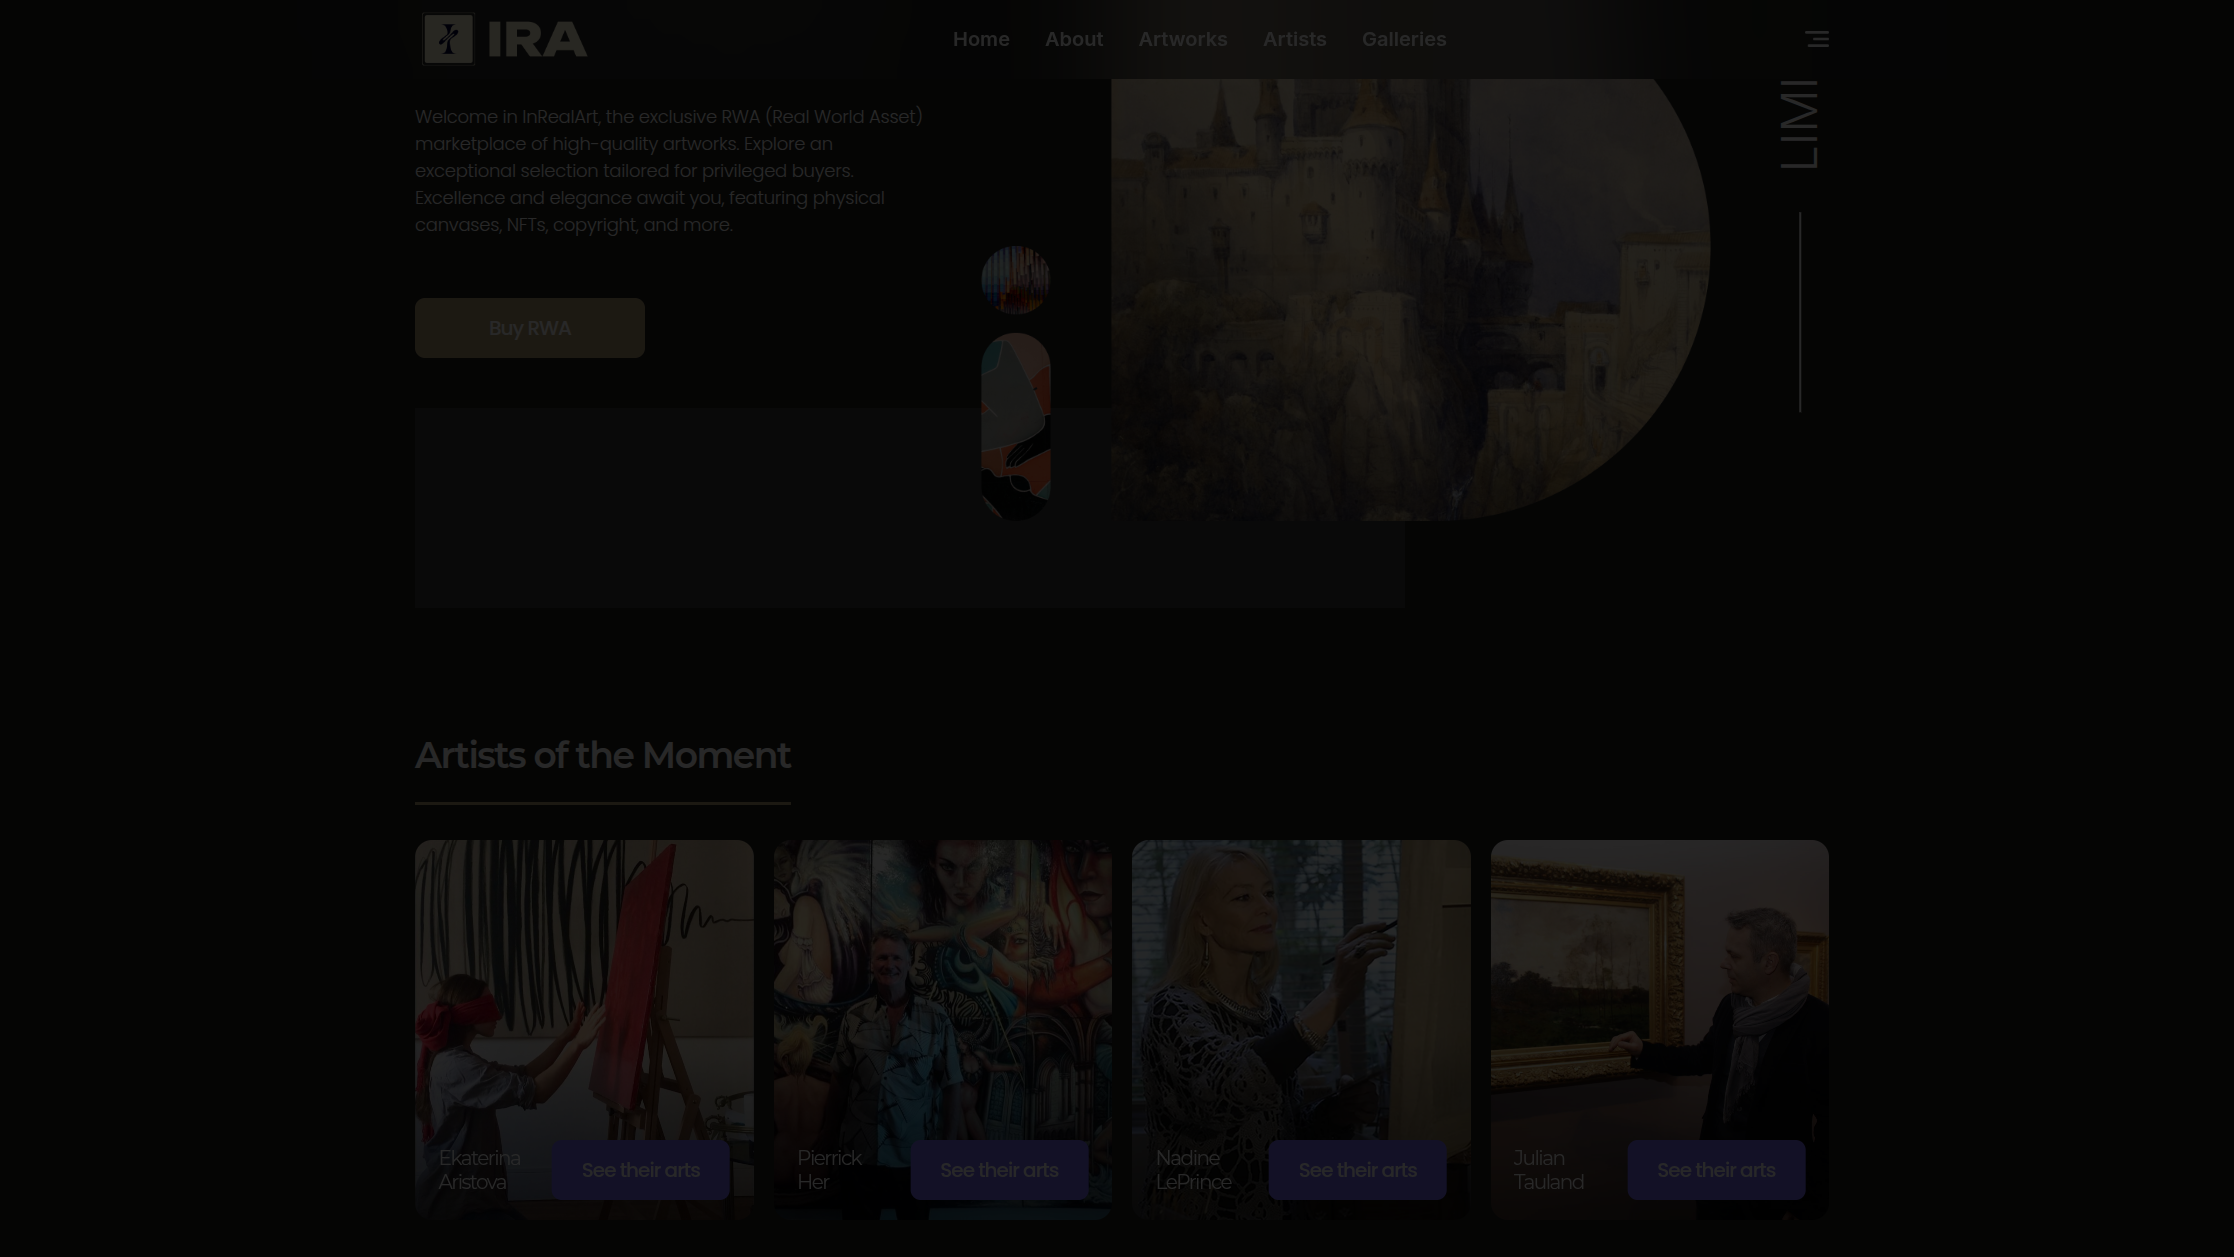 IRA
Home About Artworks Artists Galleries
LIMI
Welcome in InRealArt, the exclusive RWA (Real World Asset)
marketplace of high-quality artworks. Explore an
exceptional selection tailored for privileged buyers.
Excellence and elegance await you, featuring physical
canvases, NFTs, copyright, and more.
Buy RWA
Artists of the Moment
Ekaterina
Aristova
See their arts
Pierrick
Her
See their arts
Nadine
LePrince
See their arts
Julian
Tauland
See their arts